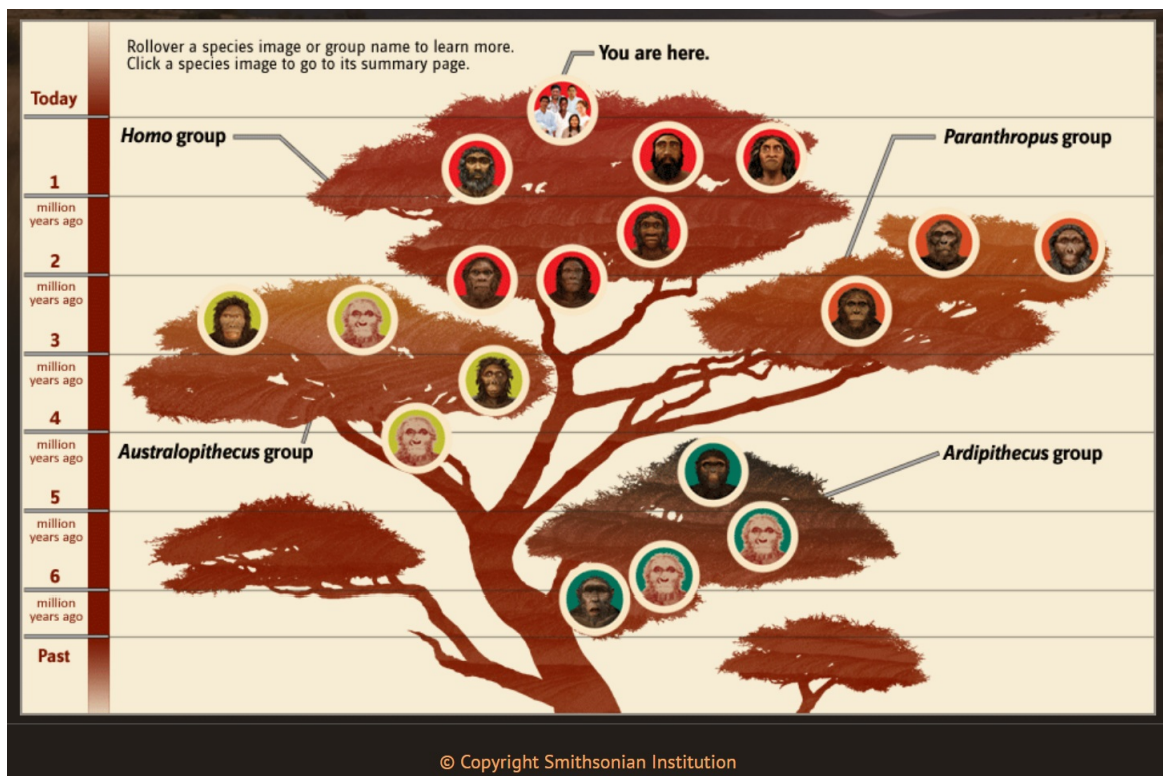 Rollover a species image or group name to learn more.
Click a species image to go to its summary page.
You are here.
Today
Homo group
Paranthropus group
1
million
years ago
2
million
years ago
3
million
years ago
4
million
years ago
Australopithecus group
Ardipithecus group
5
million
years ago
6
million
years ago
Past
© Copyright Smithsonian Institution